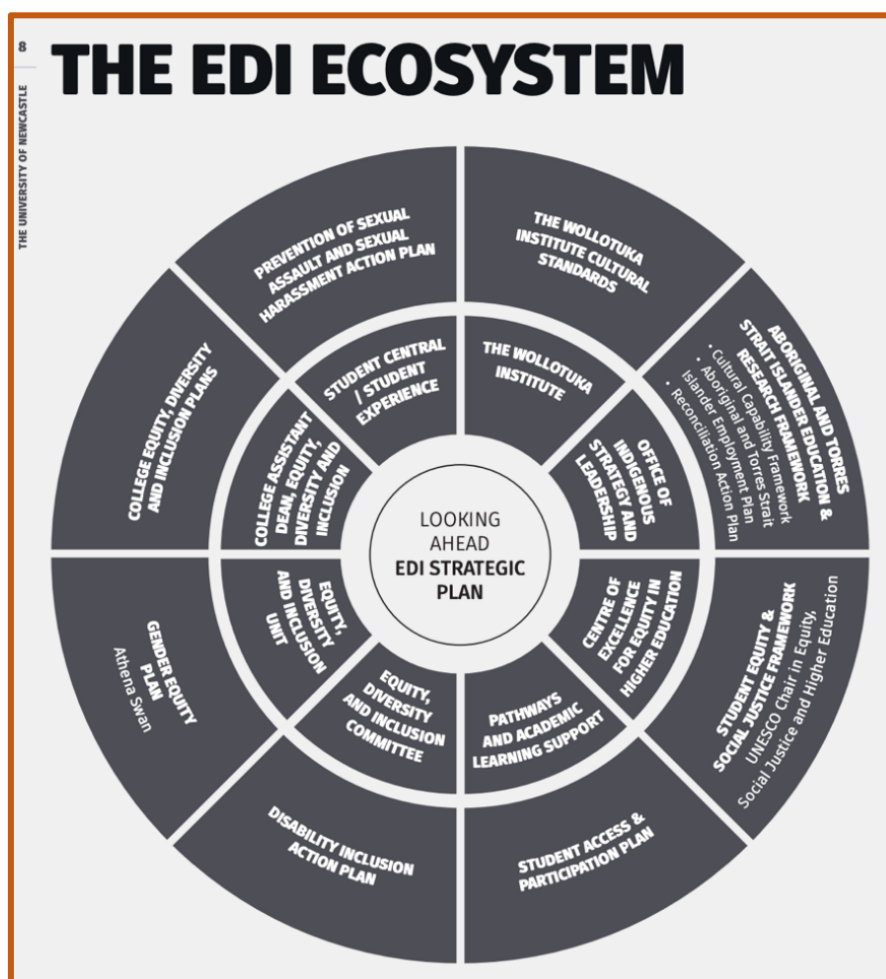 8
THE EDI ECOSYSTEM
THE UNIVERSITY OF NEWCASTLE
PREVENTION OF SEXUAL
ASSAULT AND SEXUAL
HARASSMENT ACTION PLAN
THE WOLLOTUKA
INSTITUTE CULTURAL
STANDARDS
ABORIGINAL AND TORRES
STRAIT ISLANDER EDUCATION &
RESEARCH FRAMEWORK
• Cultural Capability Framework
• Aboriginal and Torres Strait
Islander Employment Plan
• Reconciliation Action Plan
STUDENT EQUITY &
SOCIAL JUSTICE FRAMEWORK
UNESCO Chair in Equity,
Social Justice and Higher Education
STUDENT ACCESS &
PARTICIPATION PLAN
DISABILITY INCLUSION
ACTION PLAN
GENDER EQUITY
PLAN
Athena Swan
COLLEGE EQUITY, DIVERSITY
AND INCLUSION PLANS
STUDENT CENTRAL
/ STUDENT
EXPERIENCE
THE WOLLOTUKA
INSTITUTE
OFFICE OF
INDIGENOUS
STRATEGY AND
LEADERSHIP
CENTRE OF
EXCELLENCE
FOR EQUITY IN
HIGHER EDUCATION
PATHWAYS
AND ACADEMIC
LEARNING SUPPORT
EQUITY,
DIVERSITY
AND INCLUSION
COMMITTEE
EQUITY,
DIVERSITY
AND INCLUSION
UNIT
COLLEGE ASSISTANT
DEAN, EQUITY,
DIVERSITY AND
INCLUSION
LOOKING
AHEAD
EDI STRATEGIC
PLAN